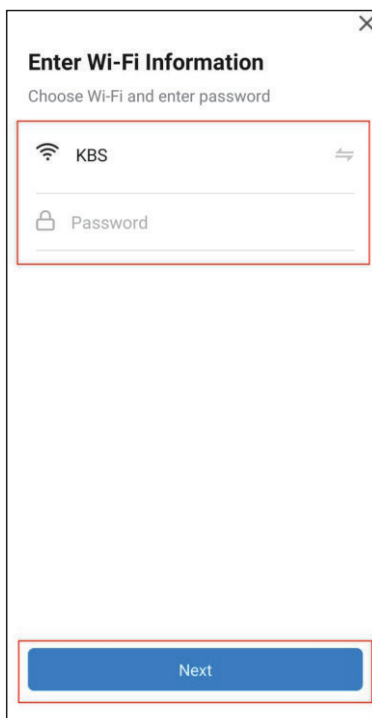 Enter Wi-Fi Information
Choose Wi-Fi and enter password
KBS
Password
Next